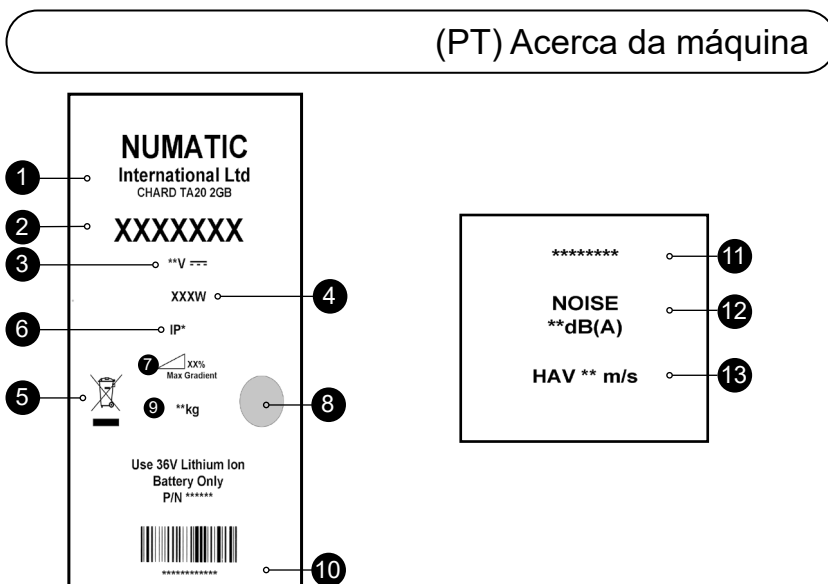 (PT) Acerca da máquina
NUMATIC
1
International Ltd
CHARD TA20 2GB
2
XXXXXXX
3
**V
XXXW
4
6
IP*
7
XX%
Max Gradient
5
9
**kg
8
Use 36V Lithium Ion
Battery Only
P/N ******
************
10
********
11
NOISE
12
**dB(A)
HAV ** m/s
13